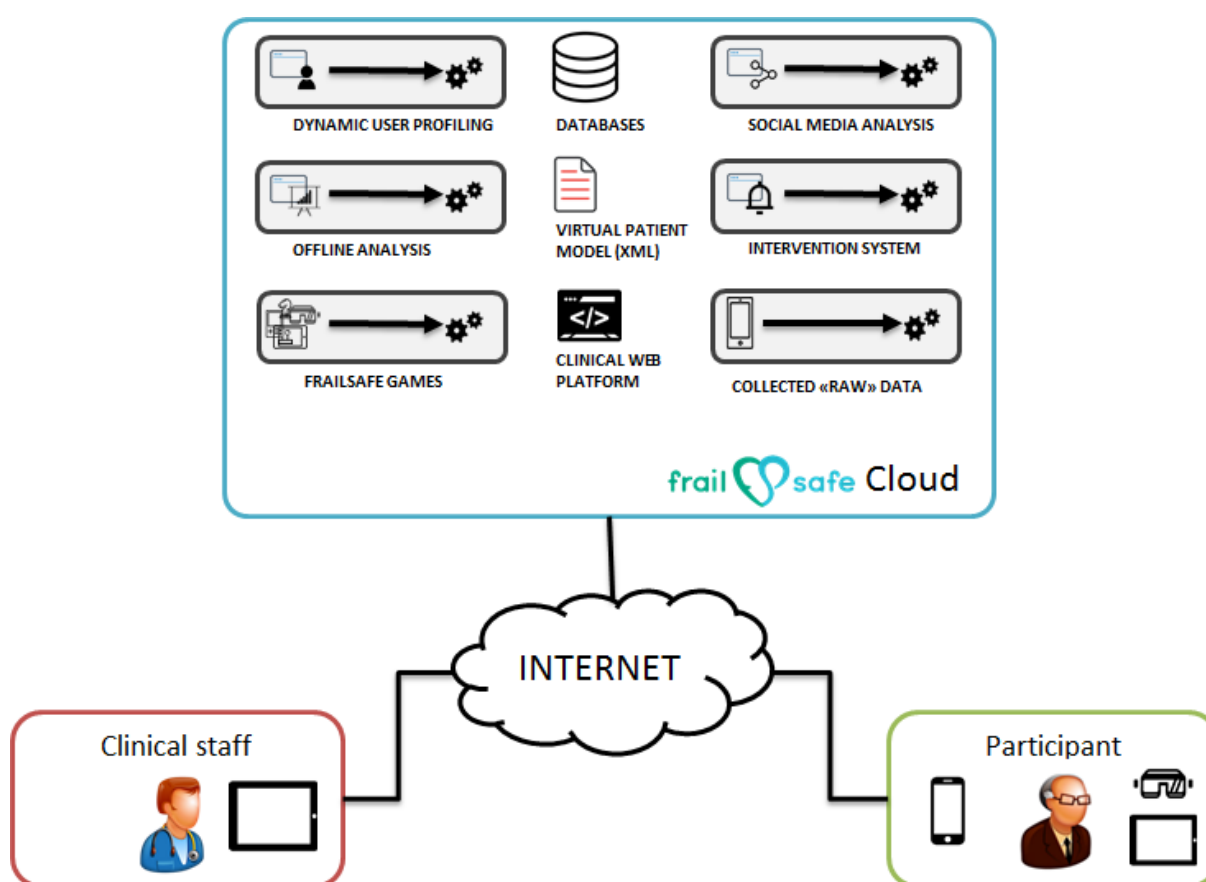 DYNAMIC USER PROFILING
DATABASES
SOCIAL MEDIA ANALYSIS
OFFLINE ANALYSIS
VIRTUAL PATIENT
MODEL (XML)
INTERVENTION SYSTEM
</>
FRAILSAFE GAMES
CLINICAL WEB
PLATFORM
COLLECTED «RAW» DATA
frail safe Cloud
INTERNET
Clinical staff
Participant